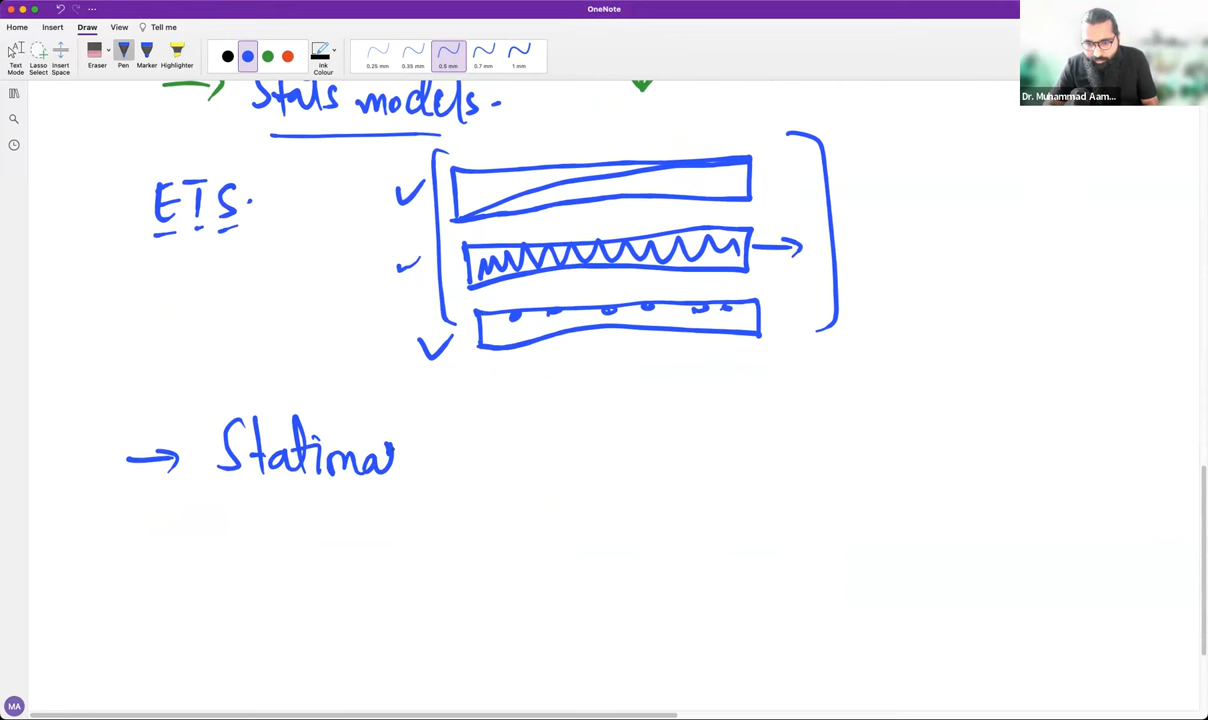 OneNote
Home Insert Draw View Tell me
Text Mode Lasso Select Insert Space Eraser Pen Marker Highlighter Ink Colour 0.25 mm 0.35 mm 0.5 mm 0.7 mm 1 mm
Dr. Muhammad Aam...
Stats models.
ETS.
→ Stationa
MA